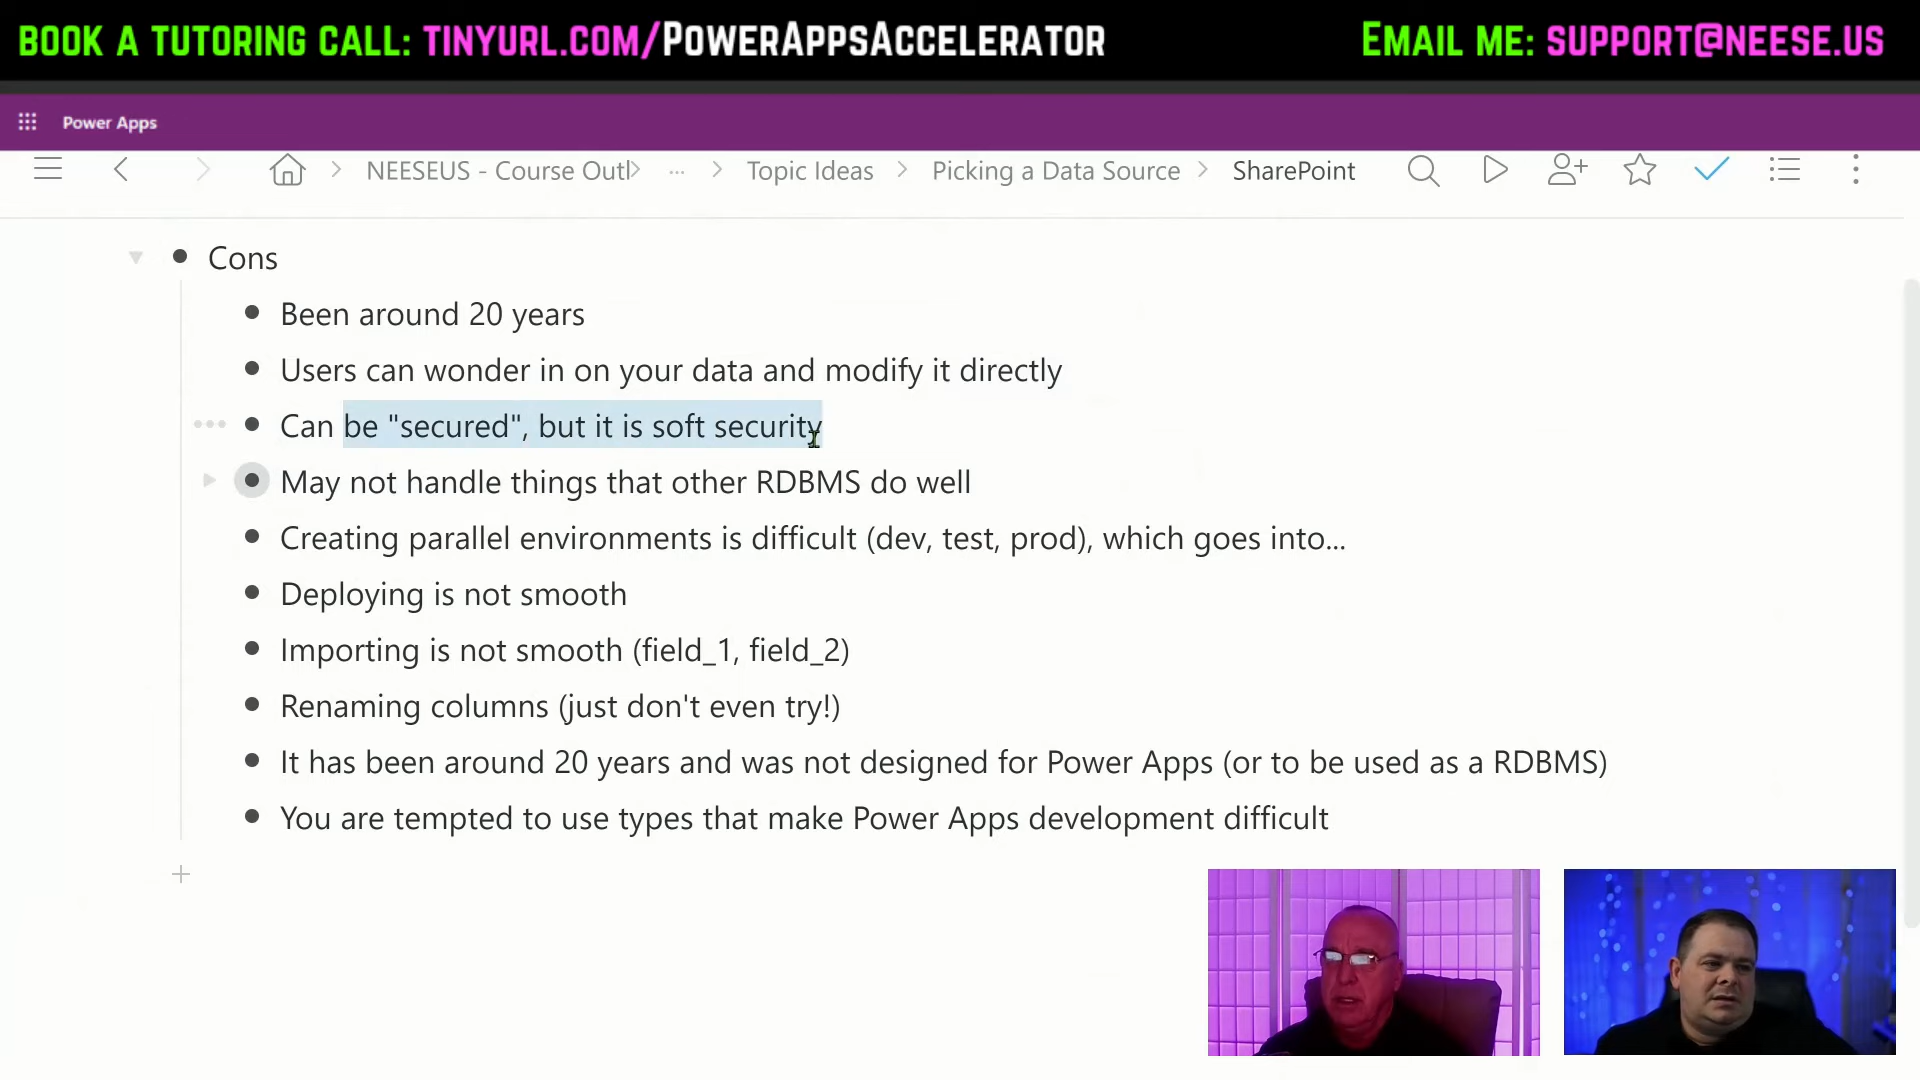 BOOK A TUTORING CALL: TINYURL.COM/POWERAPPSACCELERATOR EMAIL ME: SUPPORT@NEESE.US
Power Apps
NEESEUS - Course Outl ... Topic Ideas Picking a Data Source SharePoint
Cons
Been around 20 years
Users can wonder in on your data and modify it directly
Can be "secured", but it is soft security
May not handle things that other RDBMS do well
Creating parallel environments is difficult (dev, test, prod), which goes into...
Deploying is not smooth
Importing is not smooth (field_1, field_2)
Renaming columns (just don't even try!)
It has been around 20 years and was not designed for Power Apps (or to be used as a RDBMS)
You are tempted to use types that make Power Apps development difficult